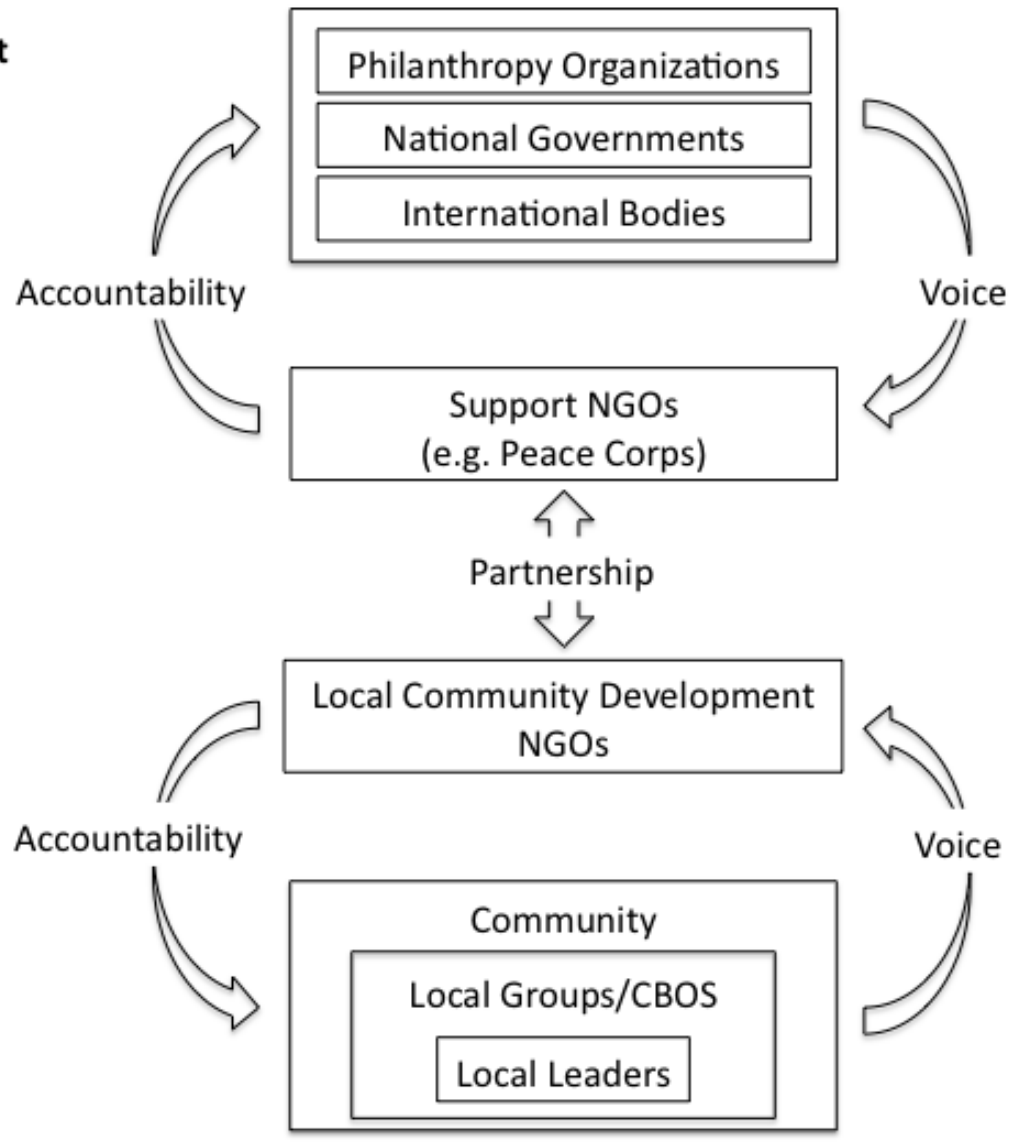 t
Philanthropy Organizations
National Governments
International Bodies
Accountability
Voice
Support NGOs
(e.g. Peace Corps)
Partnership
Local Community Development
NGOs
Accountability
Voice
Community
Local Groups/CBOS
Local Leaders